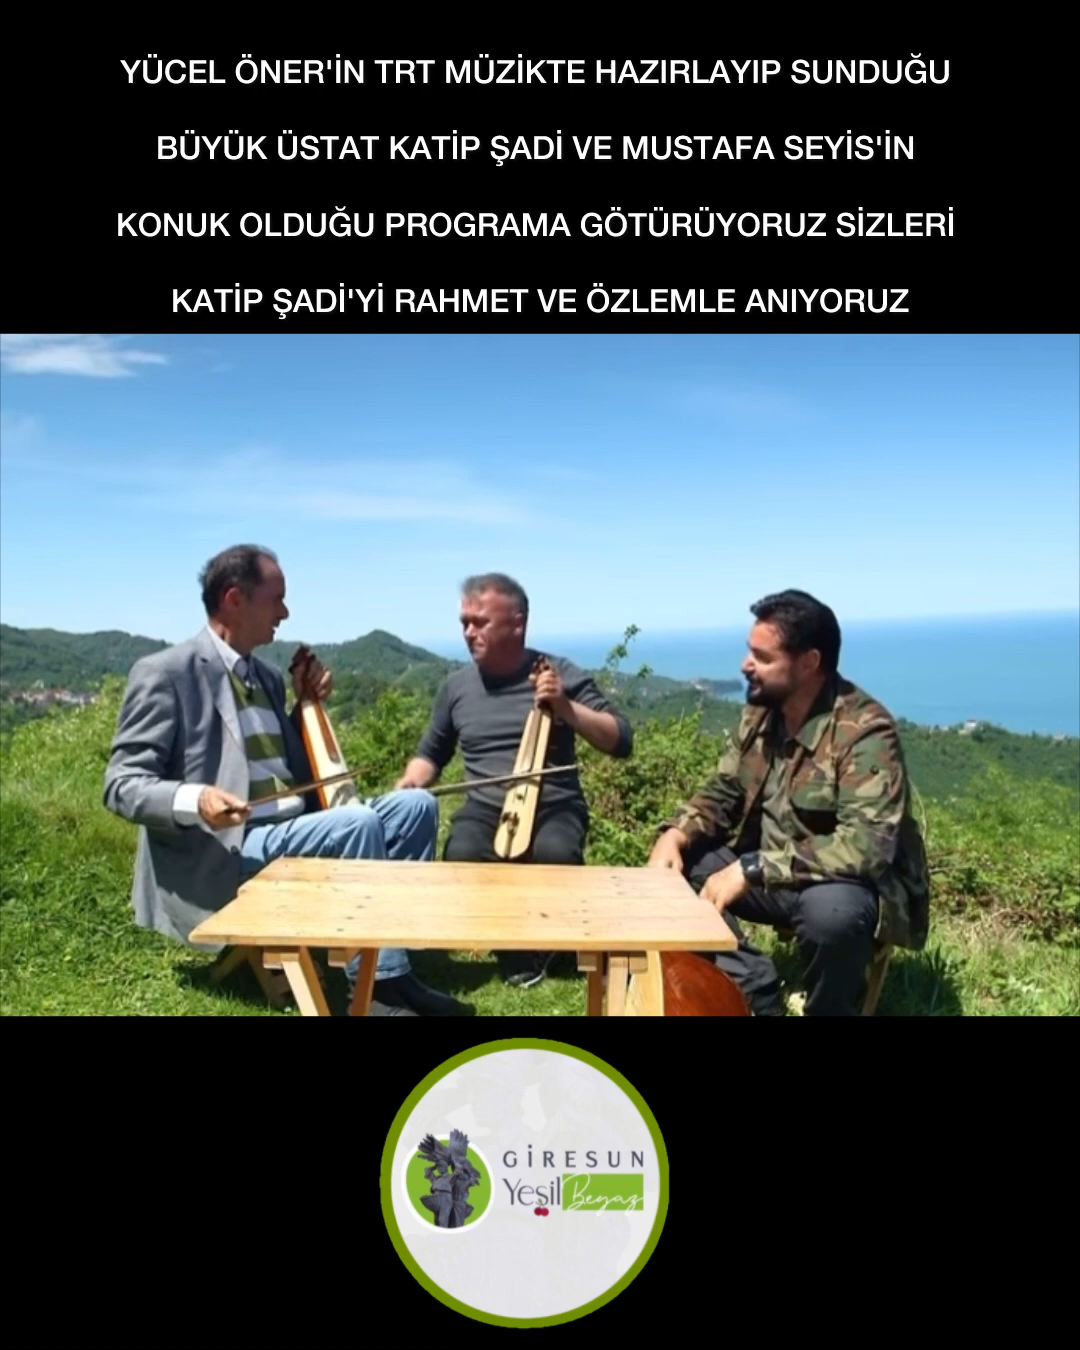 YÜCEL ÖNER'İN TRT MÜZİKTE HAZIRLAYIP SUNDUĞU
BÜYÜK ÜSTAT KATİP ŞADİ VE MUSTAFA SEYİS'İN
KONUK OLDUĞU PROGRAMA GÖTÜRÜYORUZ SİZLERİ
KATİP ŞADİ'Yİ RAHMET VE ÖZLEMLE ANIYORUZ
GİRESUN
Yeşil Beyaz